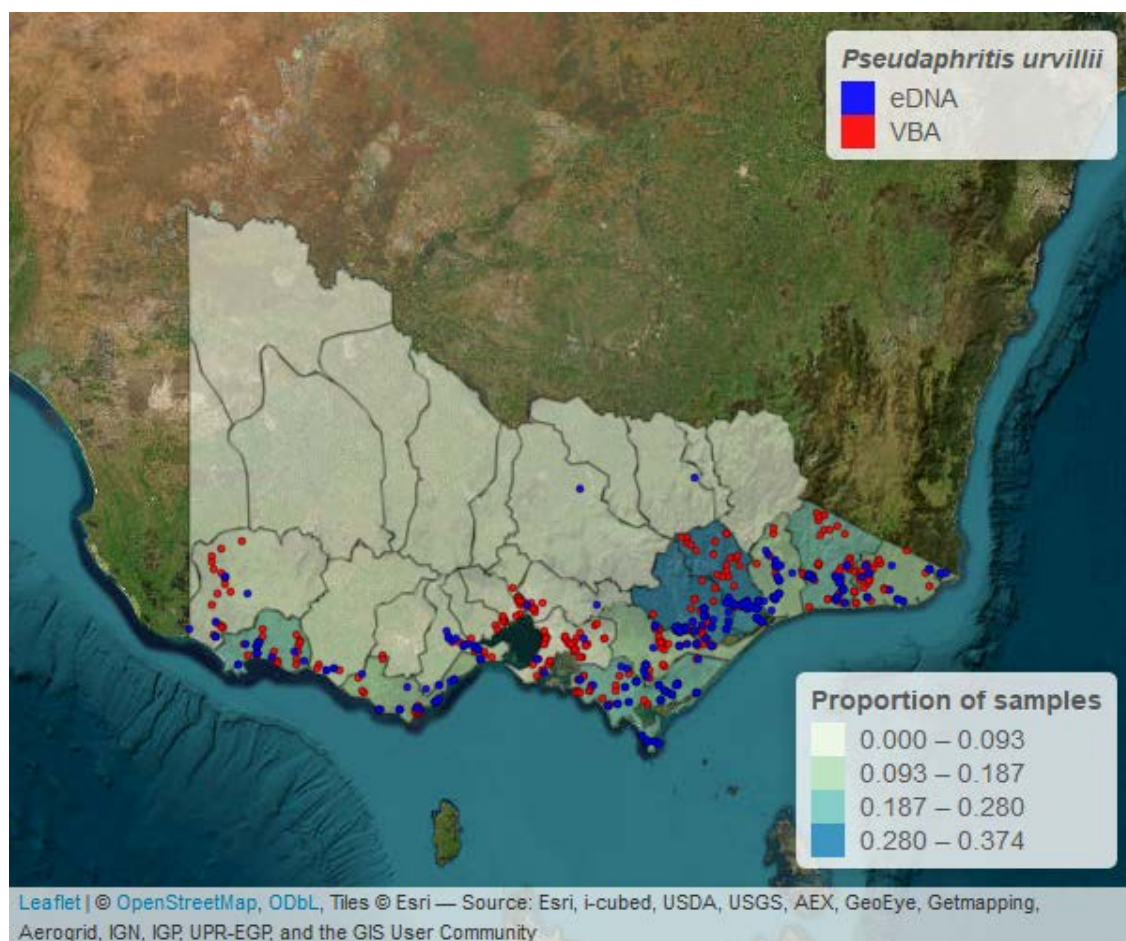 Pseudaphritis urvillii
eDNA
VBA
Proportion of samples
0.000 – 0.093
0.093 – 0.187
0.187 – 0.280
0.280 – 0.374
Leaflet | © OpenStreetMap, ODbL, Tiles © Esri — Source: Esri, i-cubed, USDA, USGS, AEX, GeoEye, Getmapping,
Aerogrid, IGN, IGP, UPR-EGP, and the GIS User Community